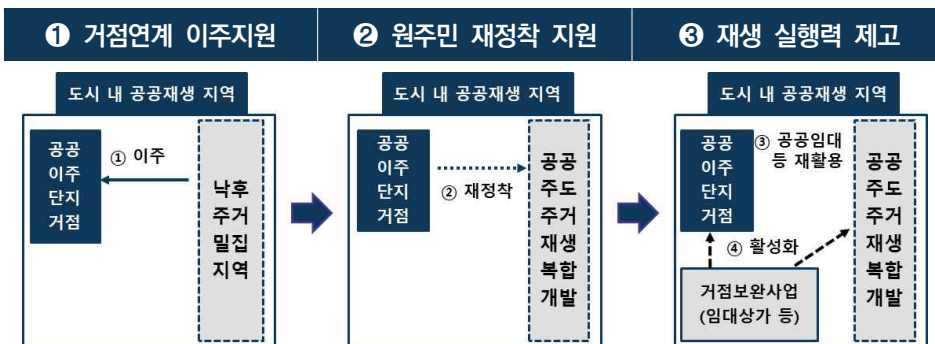 ❶ 거점연계 이주지원
❷ 원주민 재정착 지원
❸ 재생 실행력 제고
도시 내 공공재생 지역
공공
이주
단지
거점
① 이주
낙후
주거
밀집
지역
도시 내 공공재생 지역
공공
이주
단지
거점
② 재정착
공공
주도
주거
재생
복합
개발
도시 내 공공재생 지역
공공
이주
단지
거점
③ 공공임대
등 재활용
④ 활성화
거점보완사업
(임대상가 등)
공공
주도
주거
재생
복합
개발